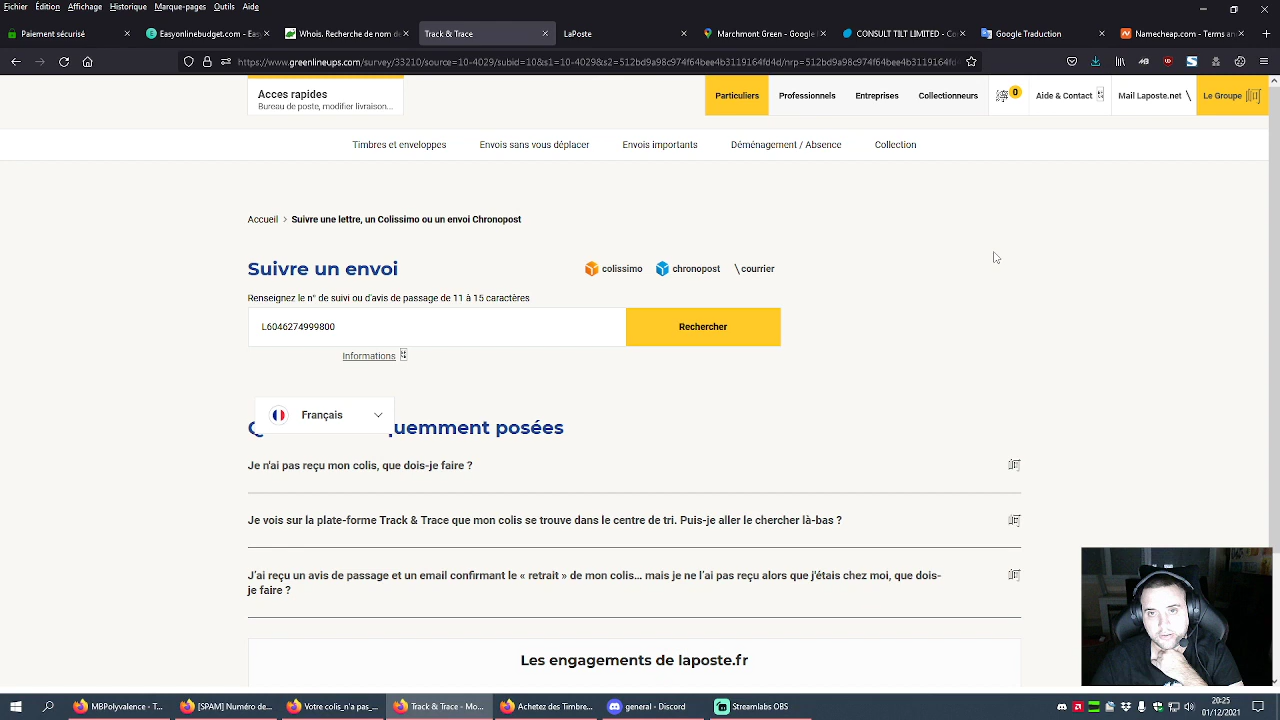 Fichier Édition Affichage Historique Marque-pages Outils Aide
Paiement sécurisé
Easyonlinebudget.com - Eas
Whois, Recherche de nom d
Track & Trace
LaPoste
Marchmont Green - Google
CONSULT TILT LIMITED - C
Google Traduction
Namecheap.com - Terms an
https://www.greenlineups.com/survey/33210/source=10-4029/subid=10&s1=10-4029&s2=512bd9a98c974f64bee4b3119164fd4d/nrp=512bd9a98c974f64bee4b3119164fd4d
Acces rapides
Bureau de poste, modifier livraison...
Particuliers
Professionnels
Entreprises
Collectionneurs
0
Aide & Contact
Mail Laposte.net \
Le Groupe
Timbres et enveloppes
Envois sans vous déplacer
Envois importants
Déménagement / Absence
Collection
Accueil > Suivre une lettre, un Colissimo ou un envoi Chronopost
Suivre un envoi
colissimo
chronopost
\ courrier
Renseignez le n° de suivi ou d'avis de passage de 11 à 15 caractères
L6046274999800
Rechercher
Informations
Français
quemment posées
Je n'ai pas reçu mon colis, que dois-je faire ?
Je vois sur la plate-forme Track & Trace que mon colis se trouve dans le centre de tri. Puis-je aller le chercher là-bas ?
J'ai reçu un avis de passage et un email confirmant le « retrait » de mon colis... mais je ne l'ai pas reçu alors que j'étais chez moi, que dois-
je faire ?
Les engagements de laposte.fr
MBPolyvalence - T...
[SPAM] Numéro de...
Votre colis n'a pas...
Track & Trace - Mo...
Achetez des Timbre...
general - Discord
Streamlabs OBS
20:25
01/12/2021